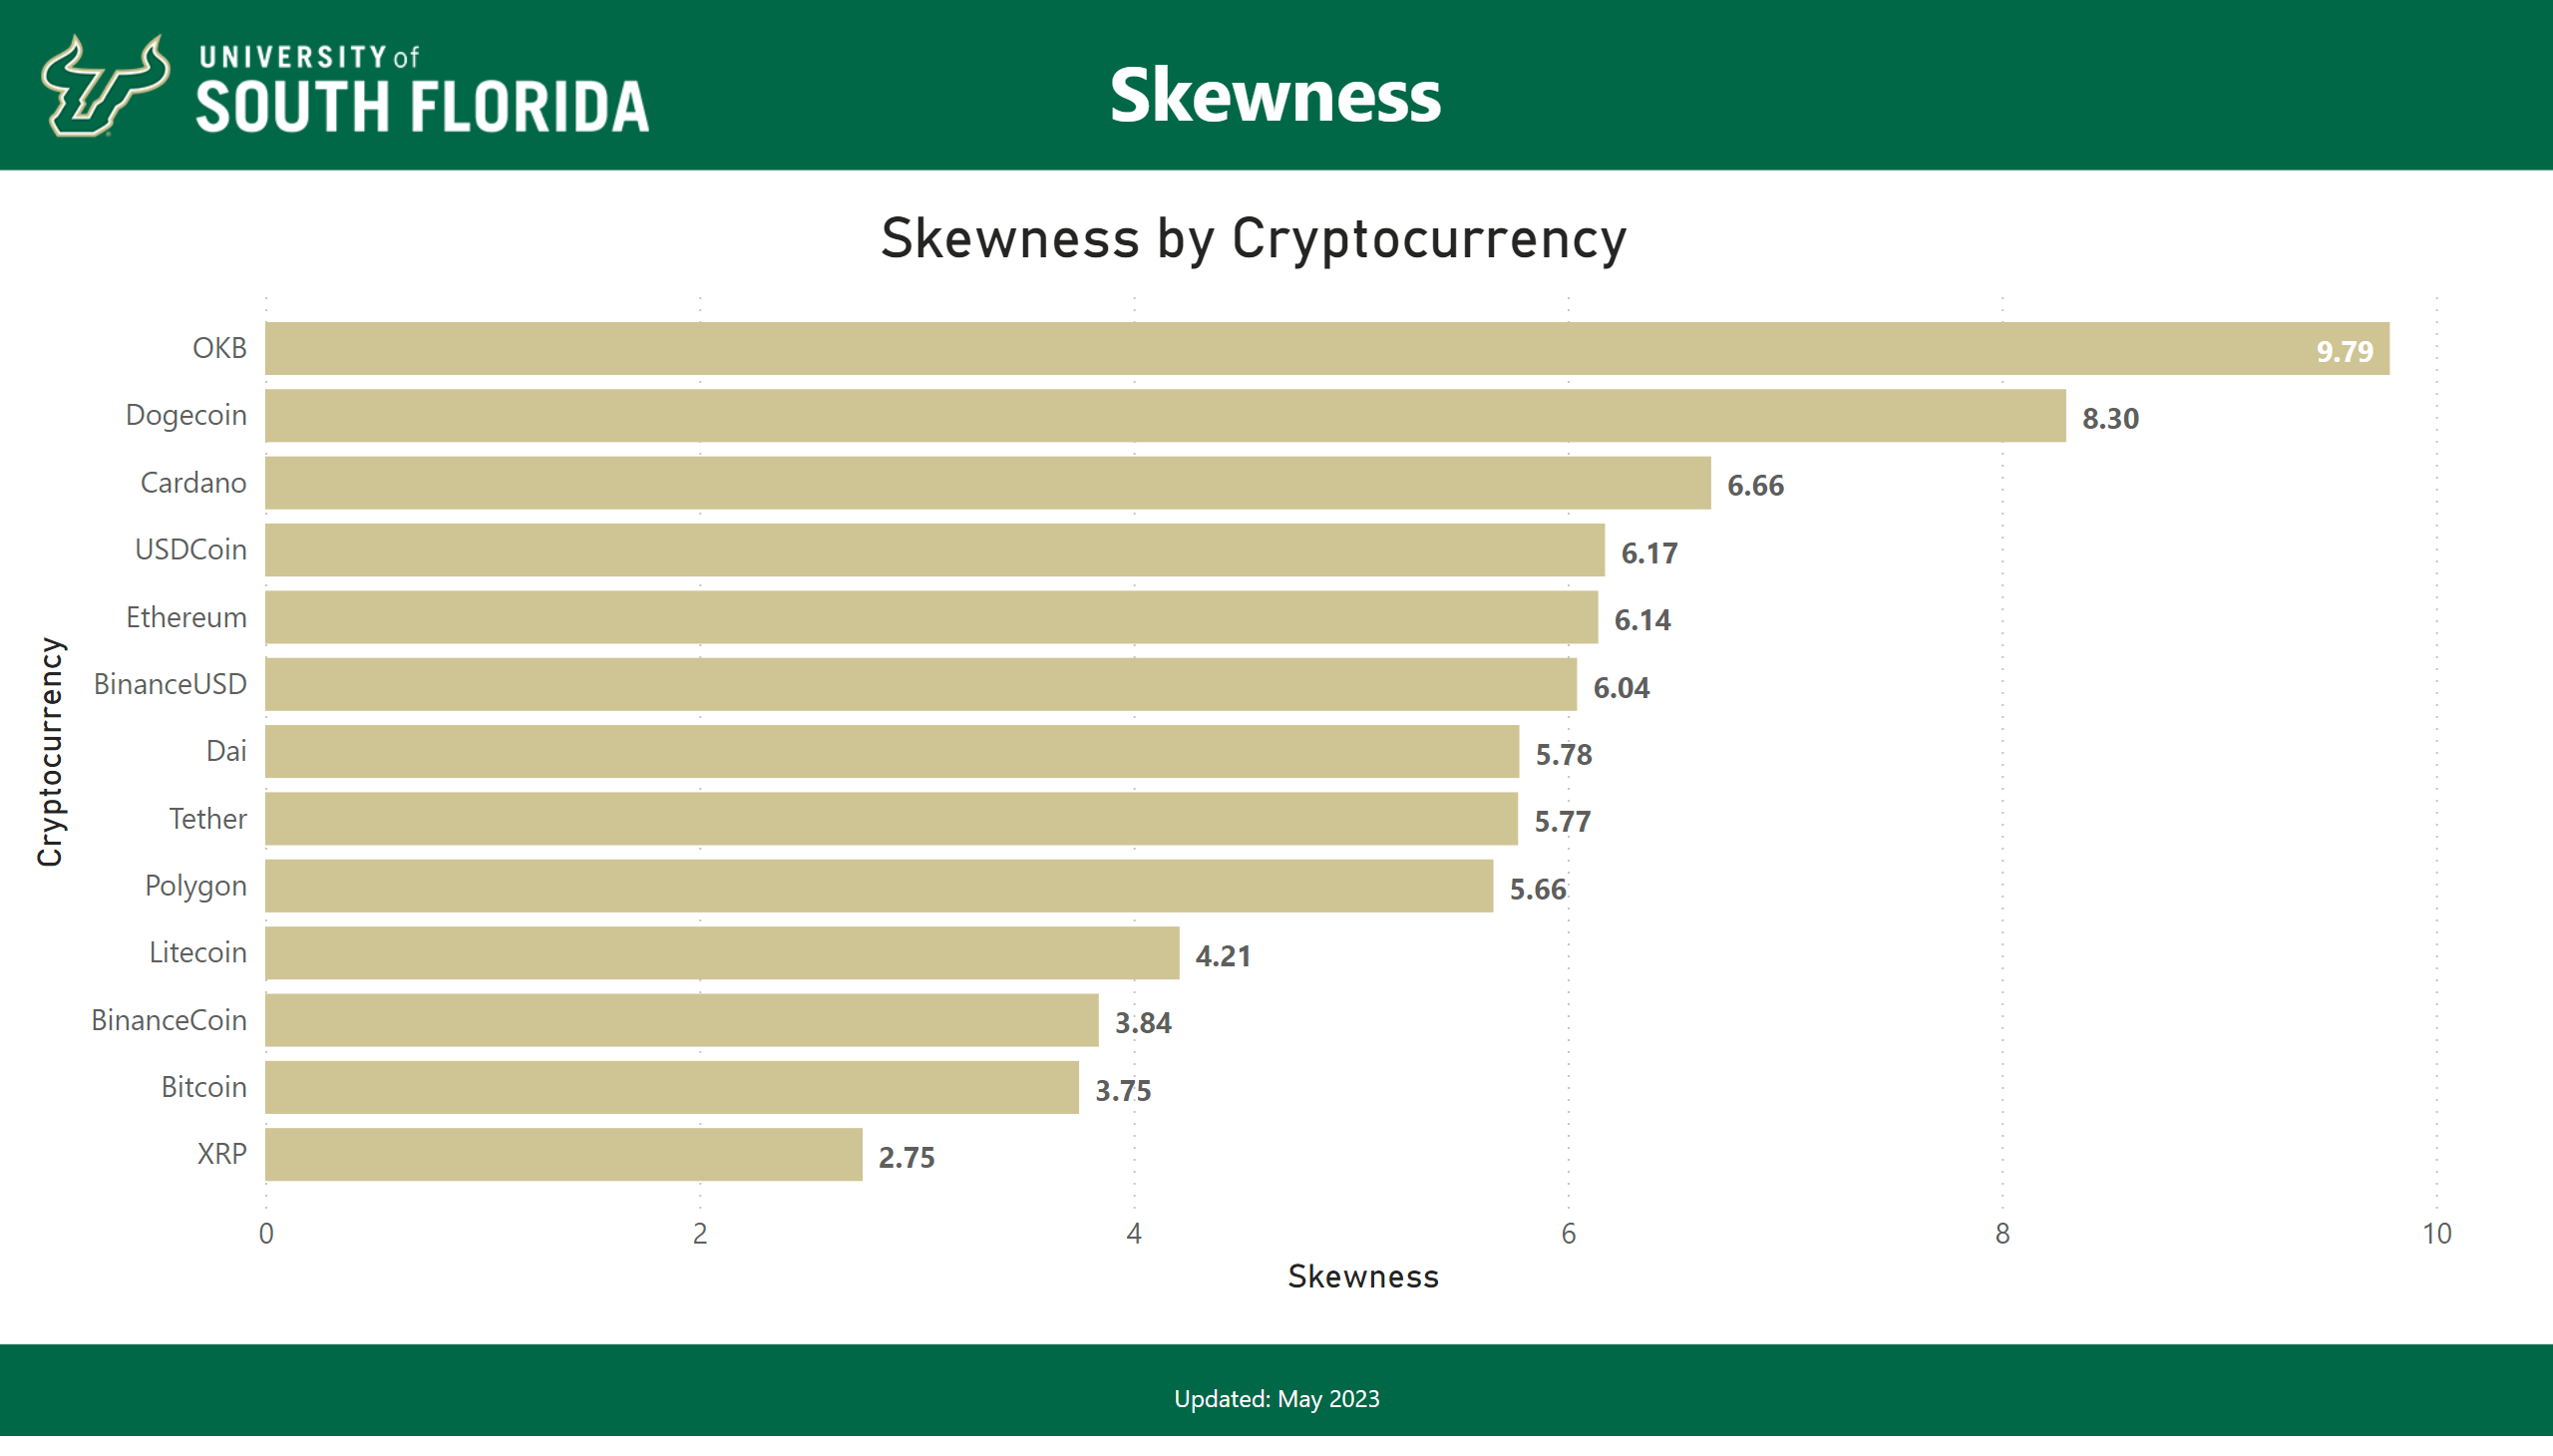 UNIVERSITY of
SOUTH FLORIDA
Skewness
Skewness by Cryptocurrency
Cryptocurrency
OKB 9.79
Dogecoin 8.30
Cardano 6.66
USDCoin 6.17
Ethereum 6.14
BinanceUSD 6.04
Dai 5.78
Tether 5.77
Polygon 5.66
Litecoin 4.21
BinanceCoin 3.84
Bitcoin 3.75
XRP 2.75
0 2 4 6 8 10
Skewness
Updated: May 2023